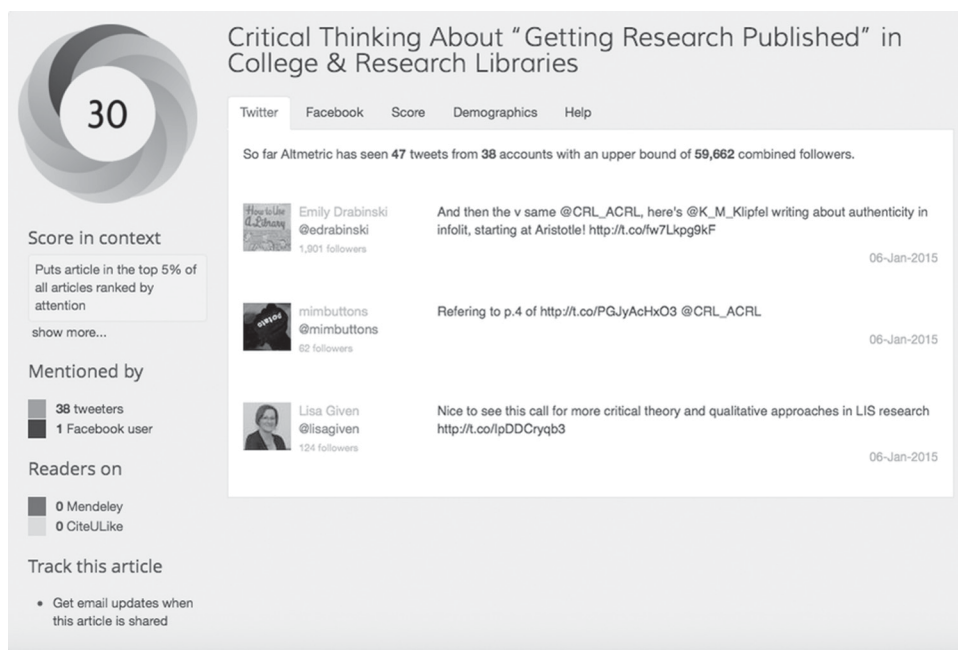 30
Critical Thinking About “Getting Research Published” in
College & Research Libraries
Twitter Facebook Score Demographics Help
So far Altmetric has seen 47 tweets from 38 accounts with an upper bound of 59,662 combined followers.
How to Use
A Library
Emily Drabinski
@edrabinski
1,901 followers
And then the v same @CRL_ACRL, here's @K_M_Klipfel writing about authenticity in
infolit, starting at Aristotle! http://t.co/fw7Lkpg9kF
06-Jan-2015
potato
mimbuttons
@mimbuttons
62 followers
Refering to p.4 of http://t.co/PGJyAcHxO3 @CRL_ACRL
06-Jan-2015
Lisa Given
@lisagiven
124 followers
Nice to see this call for more critical theory and qualitative approaches in LIS research
http://t.co/lpDDCryqb3
06-Jan-2015
Score in context
Puts article in the top 5% of
all articles ranked by
attention
show more...
Mentioned by
38 tweeters
1 Facebook user
Readers on
0 Mendeley
0 CiteULike
Track this article
• Get email updates when
this article is shared